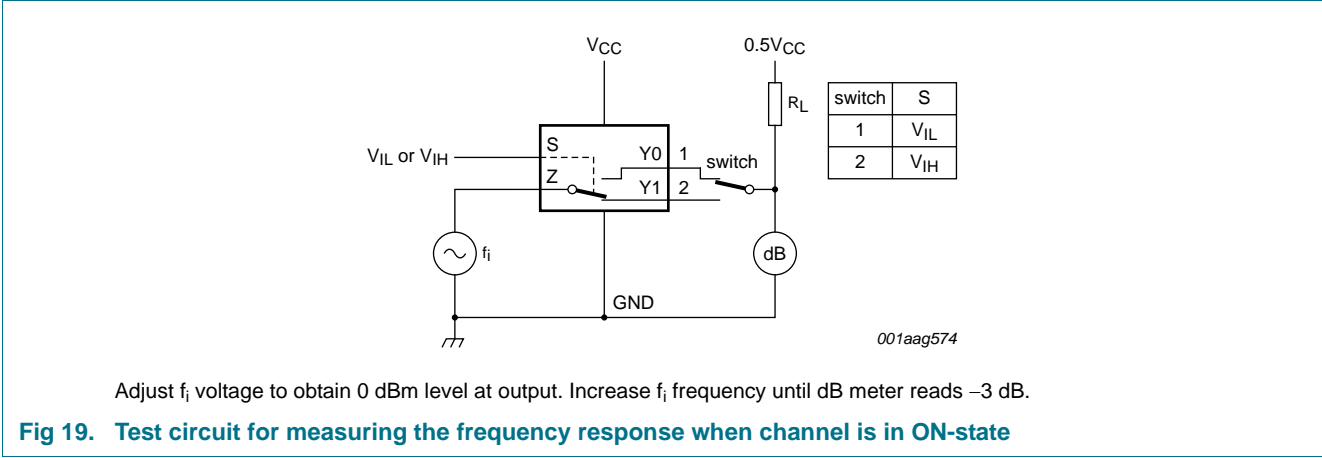 VCC 0.5VCC
RL
switch S
1 VIL
2 VIH
VIL or VIH
S
Y0 1
switch
Z
Y1 2
fi
dB
GND
001aag574
Adjust fi voltage to obtain 0 dBm level at output. Increase fi frequency until dB meter reads −3 dB.
Fig 19. Test circuit for measuring the frequency response when channel is in ON-state